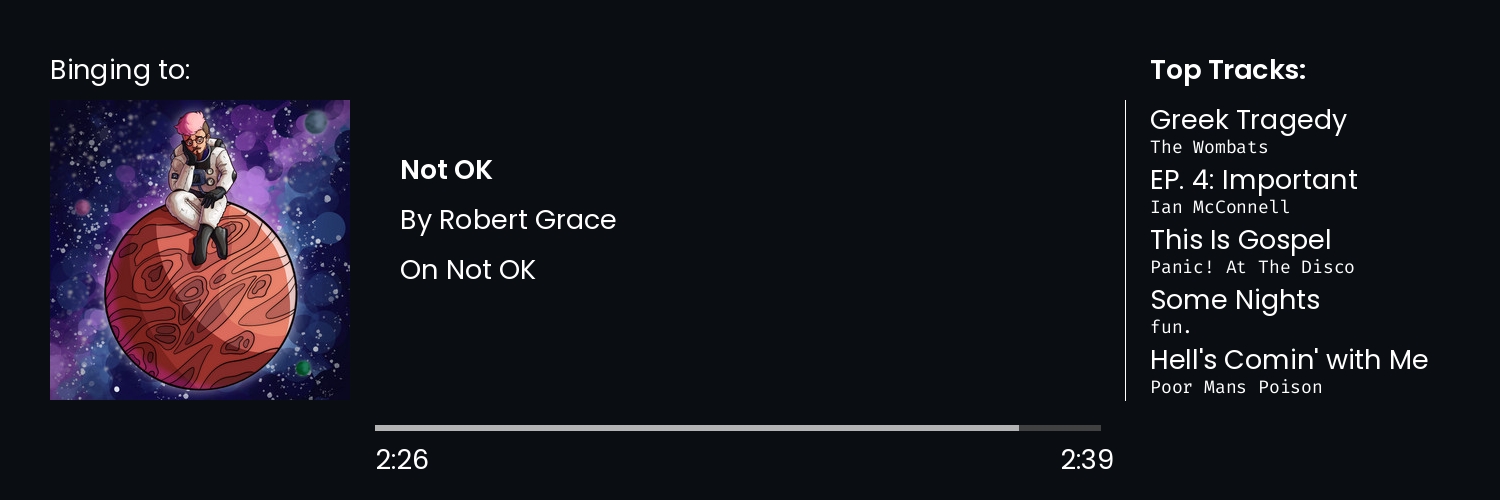 Binging to:
Not OK
By Robert Grace
On Not OK
2:26
2:39
Top Tracks:
Greek Tragedy
The Wombats
EP. 4: Important
Ian McConnell
This Is Gospel
Panic! At The Disco
Some Nights
fun.
Hell's Comin' with Me
Poor Mans Poison